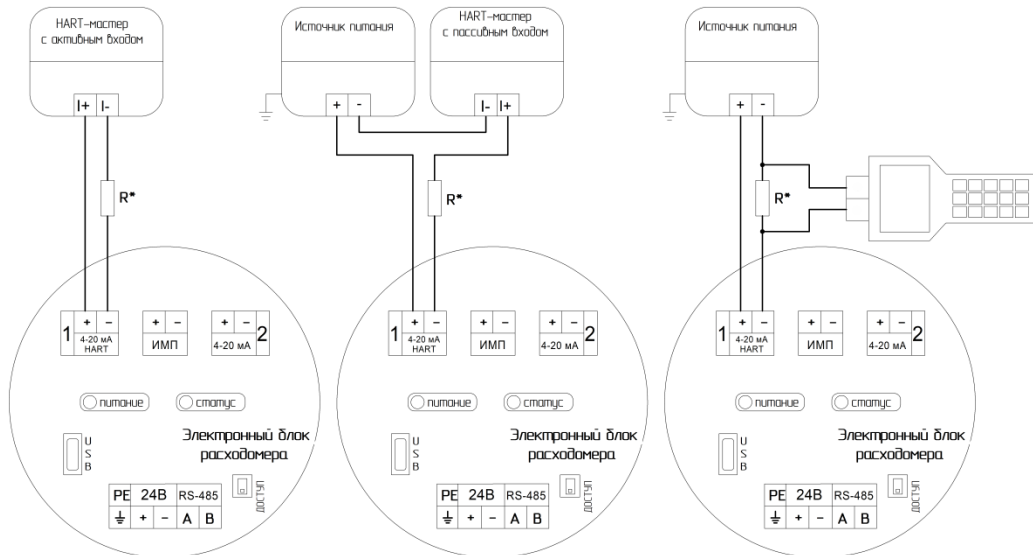 HART-мастер
с активным входом
I+ I-
R*
1 + - 4-20 мА HART
+ - ИМП
+ - 4-20 мА 2
питание
статус
USB
Электронный блок
расходомера
ДОСТУП
PE 24В RS-485
+ - A B
Источник питания
+ -
HART-мастер
с пассивным входом
I- I+
R*
1 + - 4-20 мА HART
+ - ИМП
+ - 4-20 мА 2
питание
статус
USB
Электронный блок
расходомера
ДОСТУП
PE 24В RS-485
+ - A B
Источник питания
+ -
R*
1 + - 4-20 мА HART
+ - ИМП
+ - 4-20 мА 2
питание
статус
USB
Электронный блок
расходомера
ДОСТУП
PE 24В RS-485
+ - A B